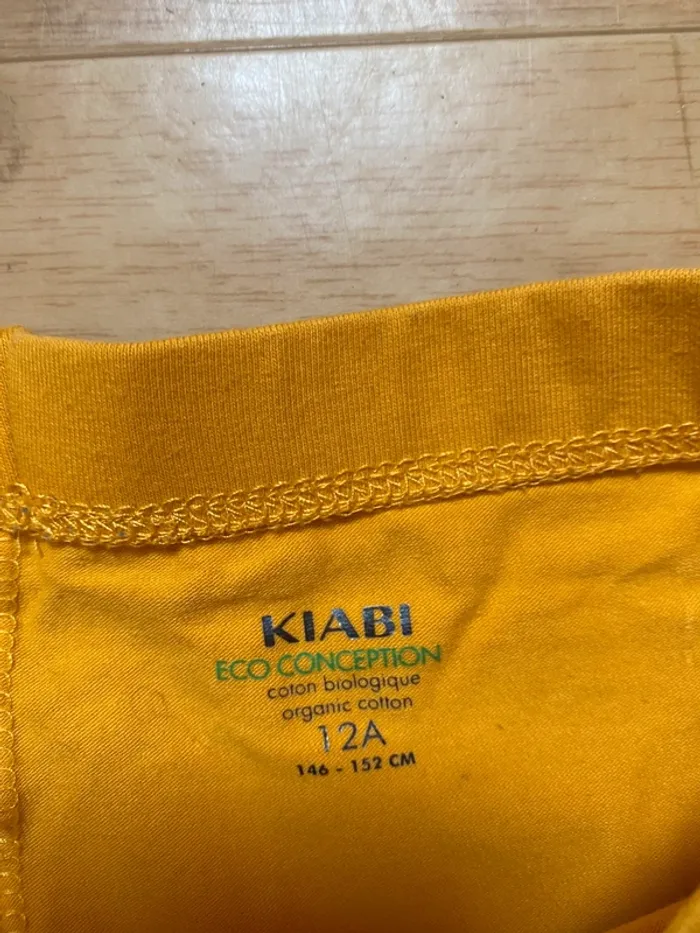 KIABI
ECO CONCEPTION
coton biologique
organic cotton
12A
146 - 152 CM